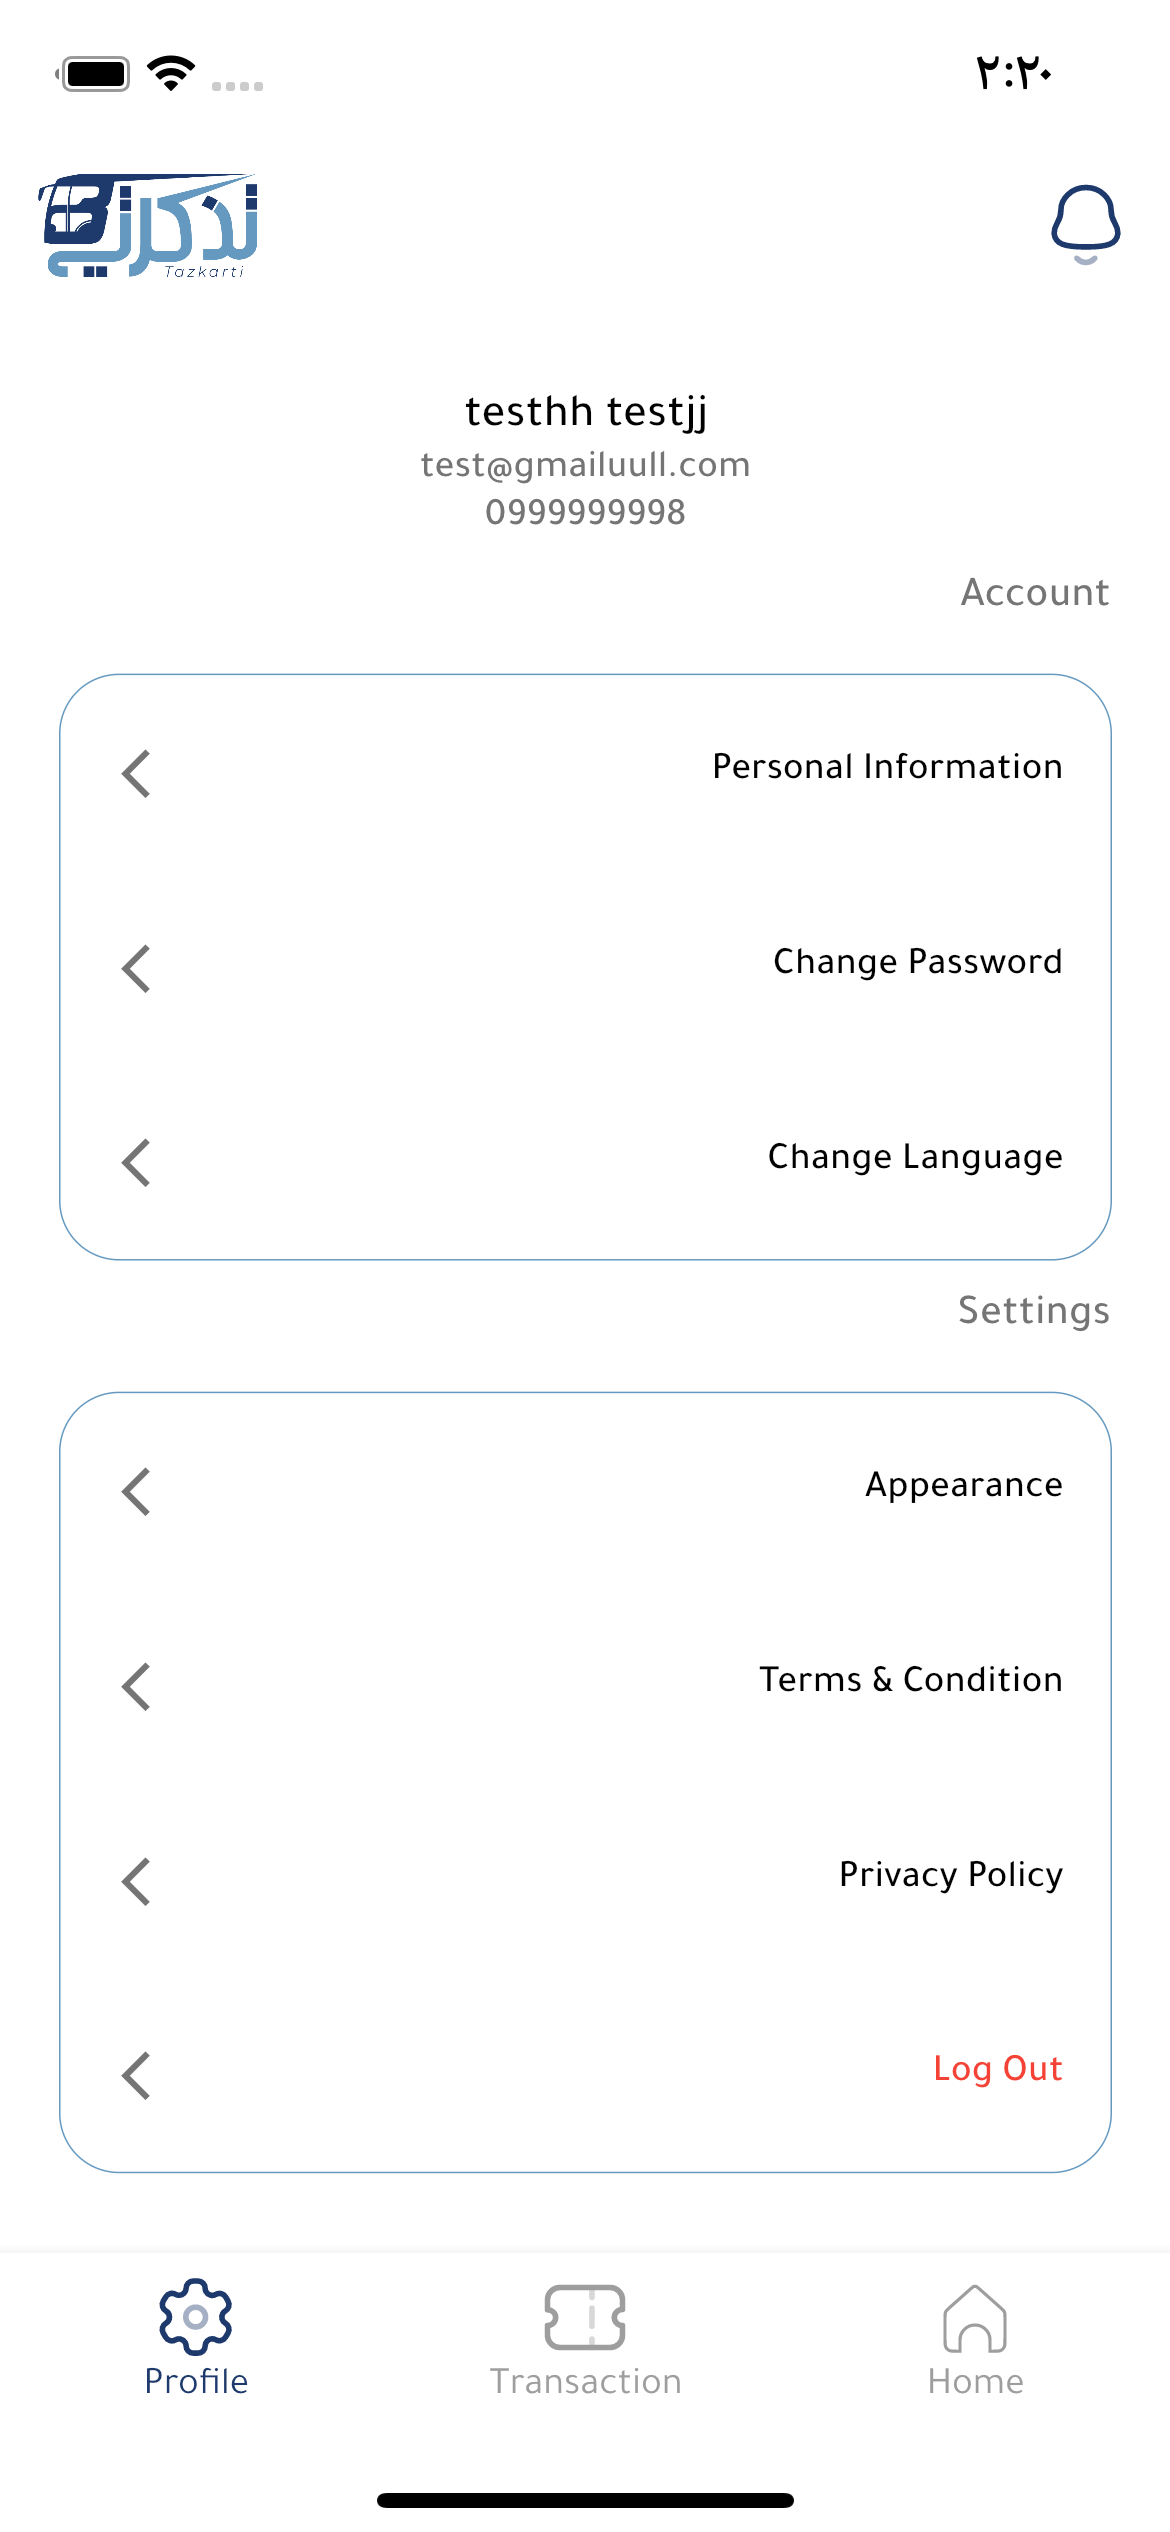 ٢:٢٠
تذكرتي
Tazkarti
testhh testjj
test@gmailuull.com
0999999998
Account
Personal Information
Change Password
Change Language
Settings
Appearance
Terms & Condition
Privacy Policy
Log Out
Profile
Transaction
Home